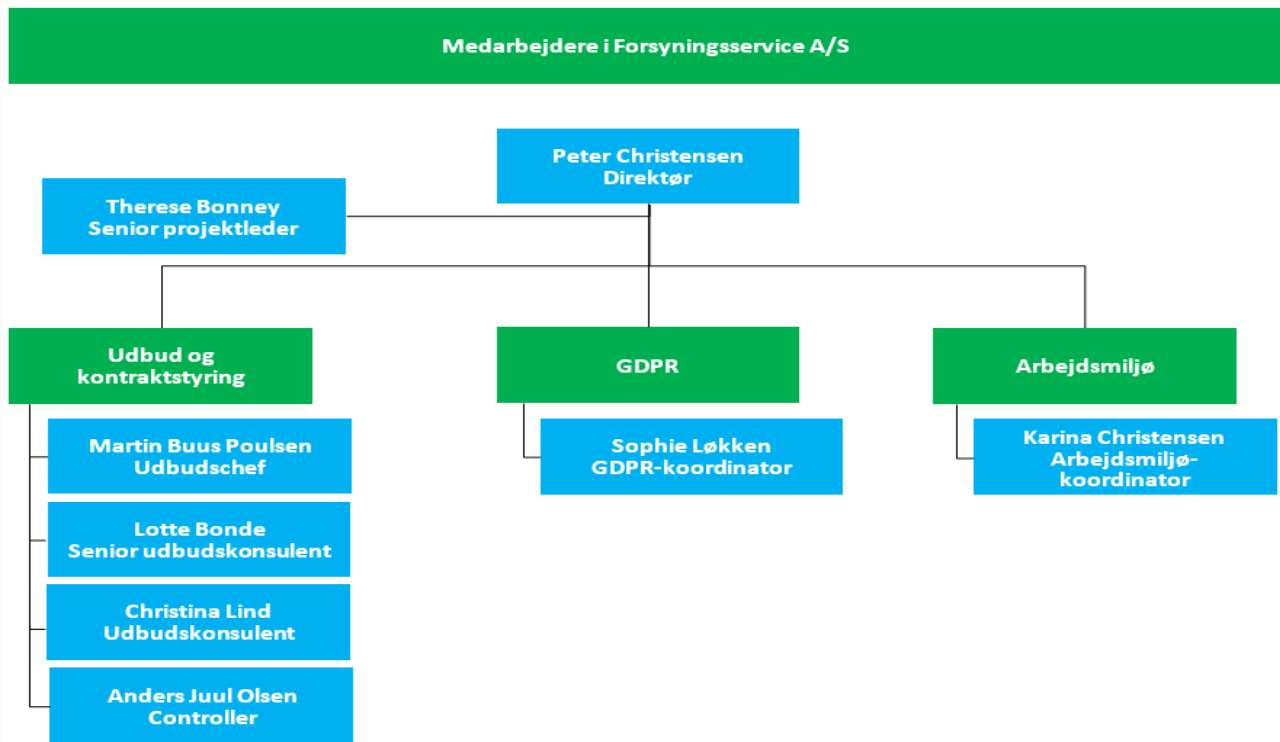 Medarbejdere i Forsyningsservice A/S
Peter Christensen
Direktør
Therese Bonney
Senior projektleder
Udbud og
kontraktstyring
Martin Buus Poulsen
Udbudschef
Lotte Bonde
Senior udbudskonsulent
Christina Lind
Udbudskonsulent
Anders Juul Olsen
Controller
GDPR
Sophie Løkken
GDPR-koordinator
Arbejdsmiljø
Karina Christensen
Arbejdsmiljø-
koordinator